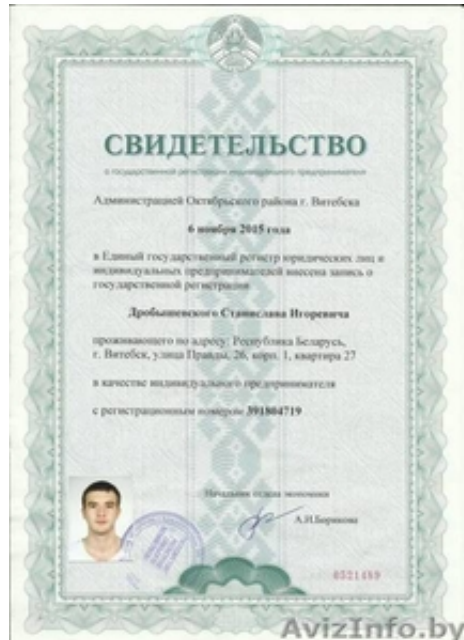 СВИДЕТЕЛЬСТВО
о государственной регистрации индивидуального предпринимателя
Администрацией Октябрьского района г. Витебска
6 ноября 2015 года
в Единый государственный регистр юридических лиц и
индивидуальных предпринимателей внесена запись о
государственной регистрации
Дробышевского Станислава Игоревича
проживающего по адресу: Республика Беларусь,
г. Витебск, улица Правды, 26, корп. 1, квартира 27
в качестве индивидуального предпринимателя
с регистрационным номером 391804719
Начальник отдела экономики
А.И.Борикова
0521489
AvizInfo.by